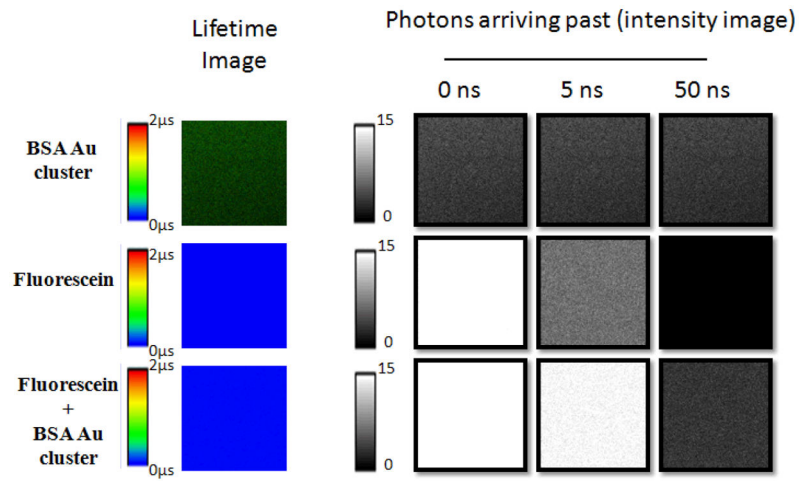 Lifetime
Image
Photons arriving past (intensity image)
0 ns 5 ns 50 ns
BSA Au
cluster
2µs
0µs
15
0
Fluorescein
2µs
0µs
15
0
Fluorescein
+
BSA Au
cluster
2µs
0µs
15
0